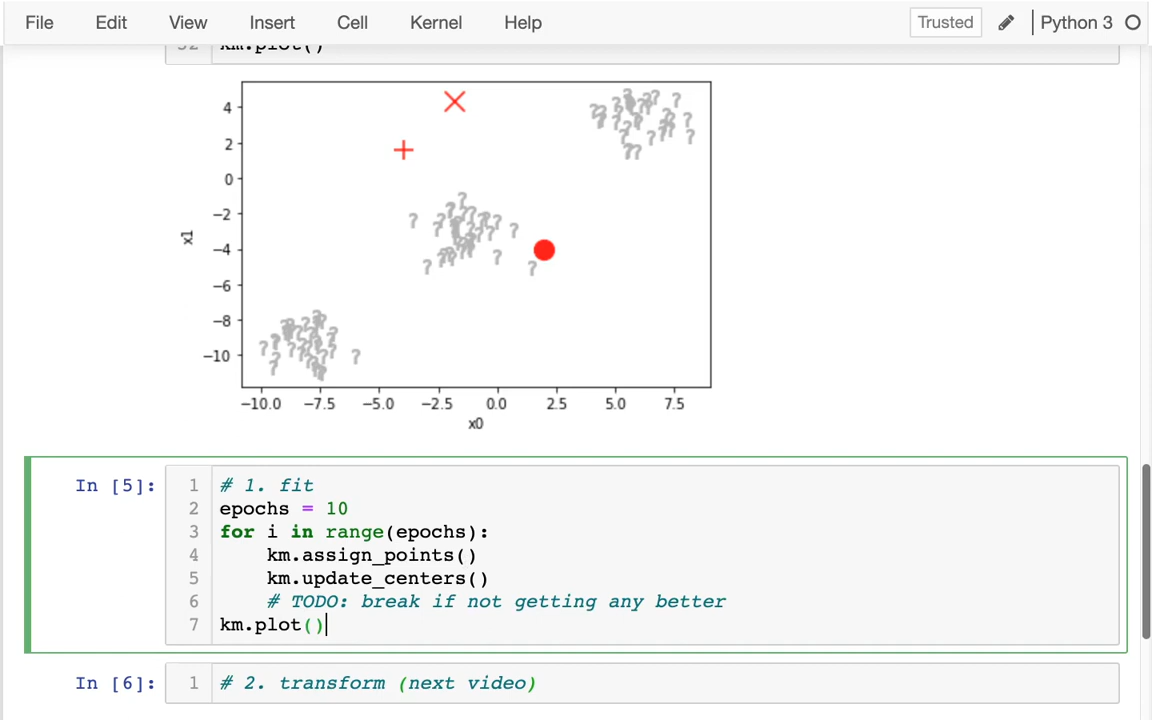 File Edit View Insert Cell Kernel Help Trusted Python 3
32 km.plot()
4
2
0
−2
−4
−6
−8
−10
x1
−10.0 −7.5 −5.0 −2.5 0.0 2.5 5.0 7.5
x0
In [5]: 1 # 1. fit
2 epochs = 10
3 for i in range(epochs):
4 km.assign_points()
5 km.update_centers()
6 # TODO: break if not getting any better
7 km.plot()
In [6]: 1 # 2. transform (next video)